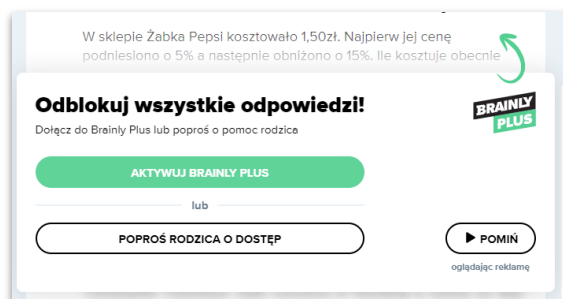 W sklepie Żabka Pepsi kosztowało 1,50zł. Najpierw jej cenę
podniesiono o 5% a następnie obniżono o 15%. Ile kosztuje obecnie
Odblokuj wszystkie odpowiedzi!
Dołącz do Brainly Plus lub poproś o pomoc rodzica
BRAINLY
PLUS
AKTYWUJ BRAINLY PLUS
lub
POPROŚ RODZICA O DOSTĘP
POMIŃ
oglądając reklamę